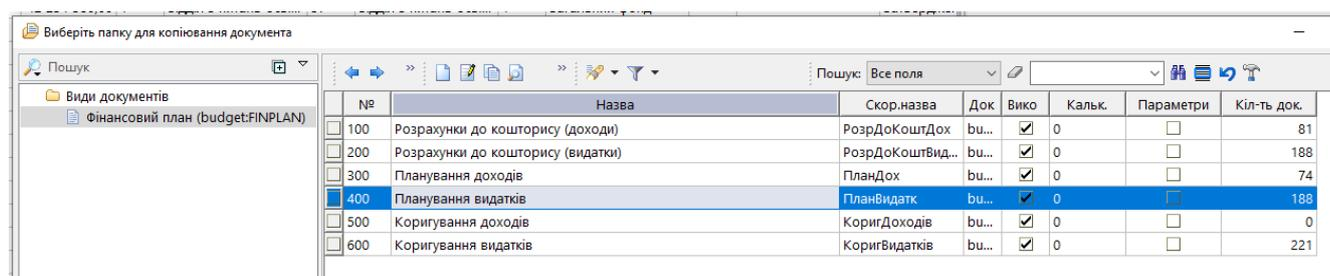 Виберіть папку для копіювання документа
Пошук
Пошук: Все поля
Види документів
Фінансовий план (budget:FINPLAN)
№ Назва Скор.назва Док Вико Кальк. Параметри Кіл-ть док.
100 Розрахунки до кошторису (доходи) РозрДоКоштДох bu... 0 81
200 Розрахунки до кошторису (видатки) РозрДоКоштВид... bu... 0 188
300 Планування доходів ПланДох bu... 0 74
400 Планування видатків ПланВидатк bu... 0 188
500 Коригування доходів КоригДоходів bu... 0 0
600 Коригування видатків КоригВидатків bu... 0 221